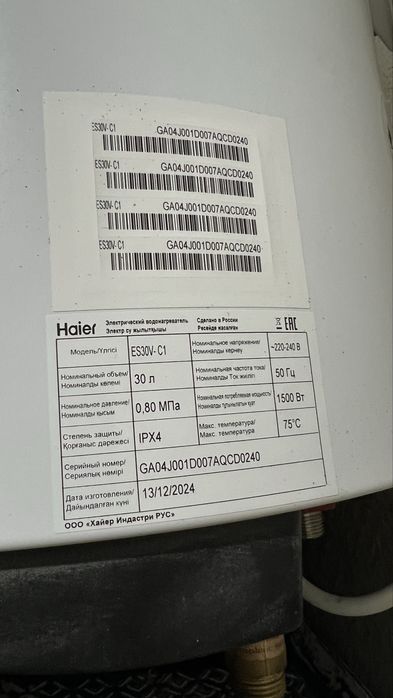 ES30V- C1 GA04J001D007AQCD0240
ES30V- C1 GA04J001D007AQCD0240
ES30V- C1 GA04J001D007AQCD0240
ES30V- C1 GA04J001D007AQCD0240
Haier Электрический водонагреватель Сделано в России
Электр су жылытқышы Ресейде жасалған
EAC
Модель/Үлгісі ES30V- C1 Номинальное напряжение/ Номиналды кернеу ~220-240 В
Номинальный объем/ Номиналды көлемі 30 л Номинальная частота тока/ Номиналды Ток жиілігі 50 Гц
Номинальное давление/ Номиналды қысым 0,80 МПа Номинальная потребляемая мощность/ Номиналды тұтынылатын қуат 1500 Вт
Степень защиты/ Қорғаныс дәрежесі IPX4 Макс. температура/ Макс. температура 75°C
Серийный номер/ Сериялық нөмірі GA04J001D007AQCD0240
Дата изготовления/ Дайындалған күні 13/12/2024
ООО «Хайер Индастри РУС»